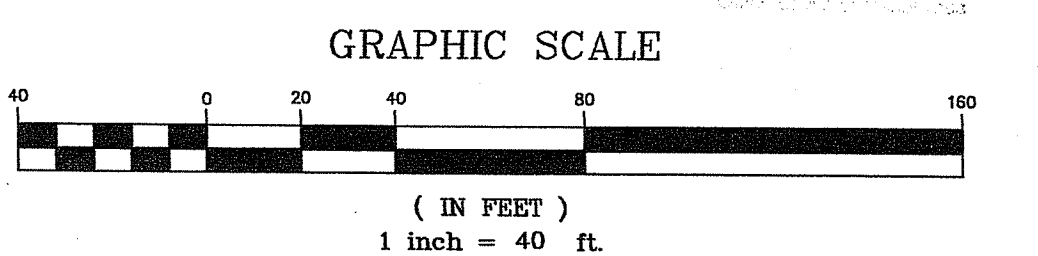 GRAPHIC SCALE
40 0 20 40 80 160
( IN FEET )
1 inch = 40 ft.